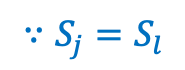 ∵ S_j = S_l